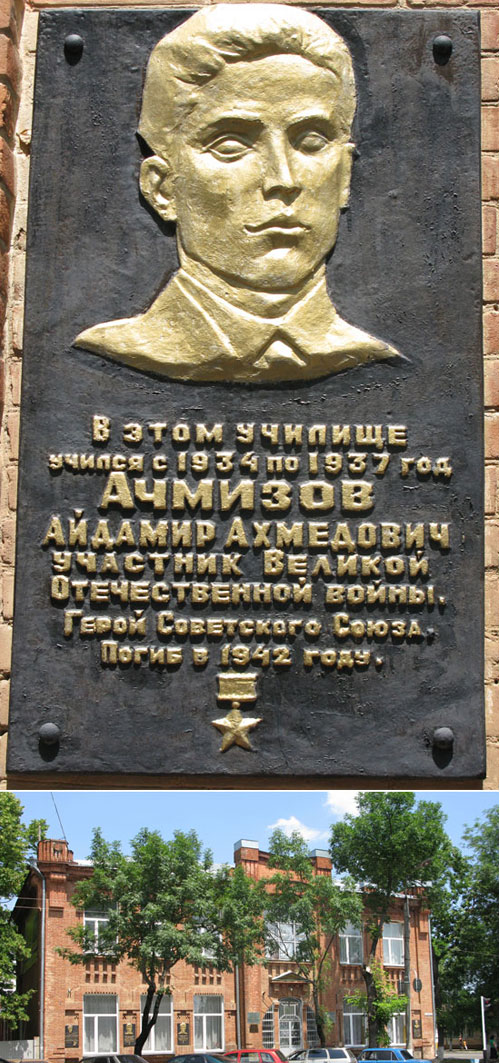 В этом училище
учился с 1934 по 1937 год
Ачмизов
Айдамир Ахмедович
участник Великой
Отечественной войны,
Герой Советского Союза.
Погиб в 1942 году.